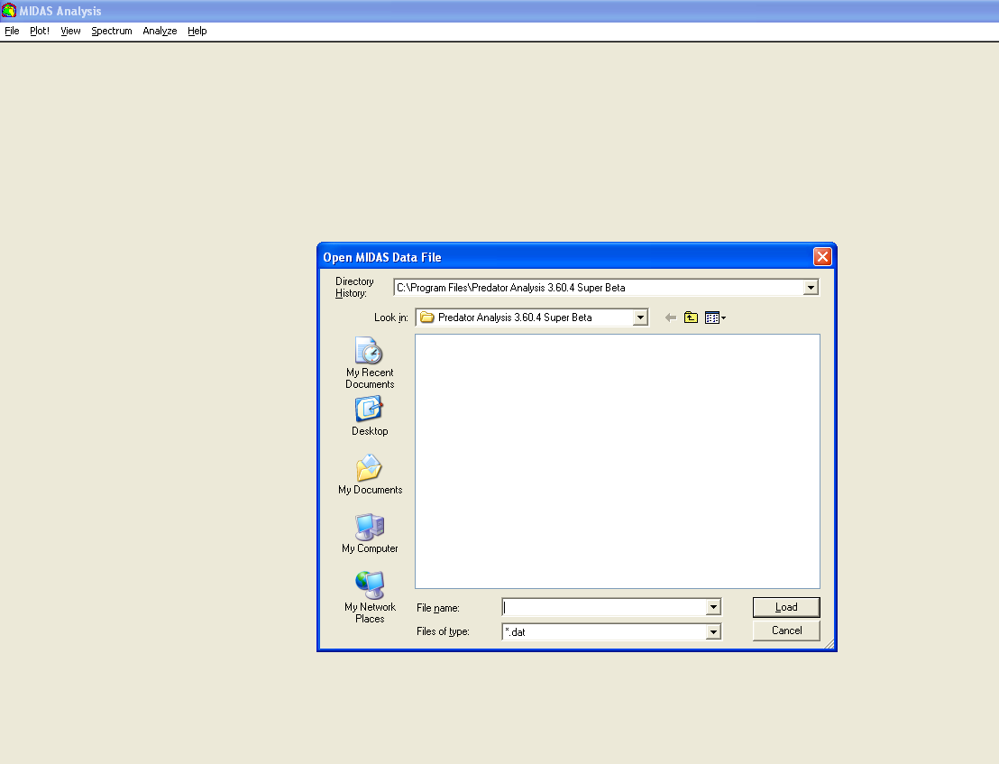 MIDAS Analysis
File Plot! View Spectrum Analyze Help
Open MIDAS Data File
Directory
History:
C:\Program Files\Predator Analysis 3.60.4 Super Beta
Look in: Predator Analysis 3.60.4 Super Beta
My Recent
Documents
Desktop
My Documents
My Computer
My Network
Places
File name:
Load
Files of type: *.dat
Cancel